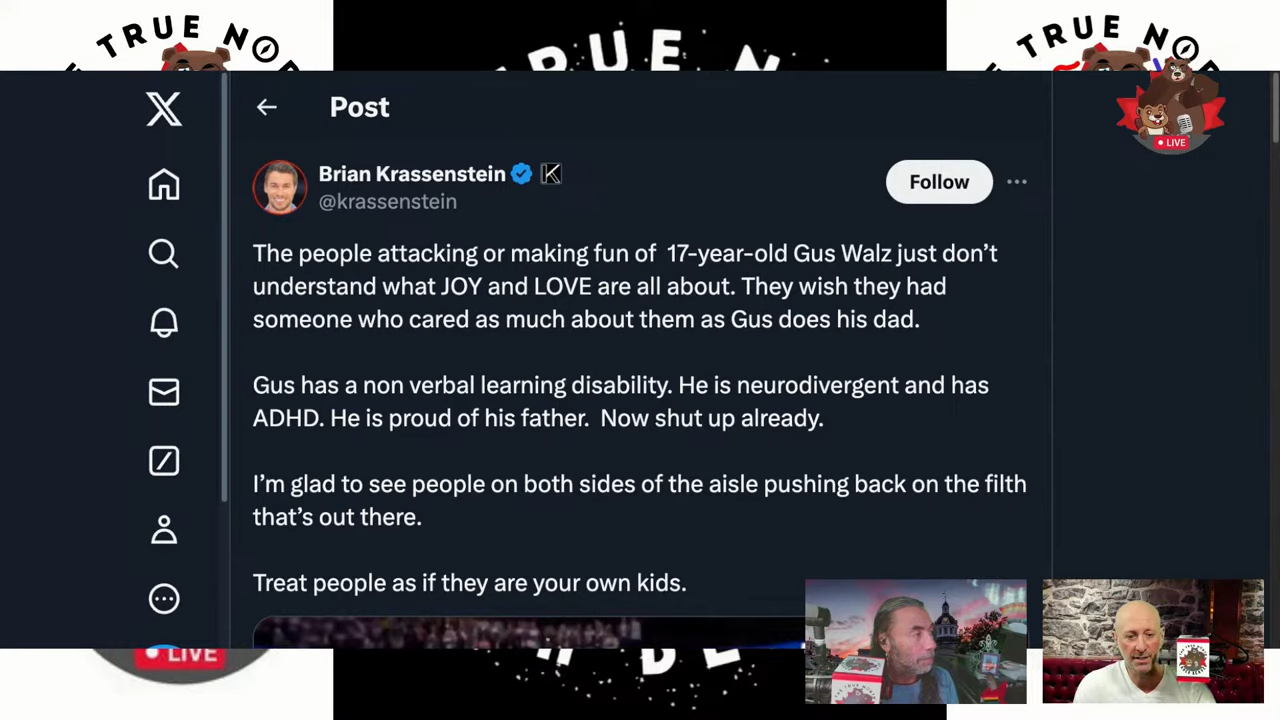 TRUE NO
TRUE N
TRUE NO
LIVE
Post
Brian Krassenstein
@krassenstein
Follow
The people attacking or making fun of 17-year-old Gus Walz just don’t
understand what JOY and LOVE are all about. They wish they had
someone who cared as much about them as Gus does his dad.
Gus has a non verbal learning disability. He is neurodivergent and has
ADHD. He is proud of his father. Now shut up already.
I’m glad to see people on both sides of the aisle pushing back on the filth
that’s out there.
Treat people as if they are your own kids.
LIVE